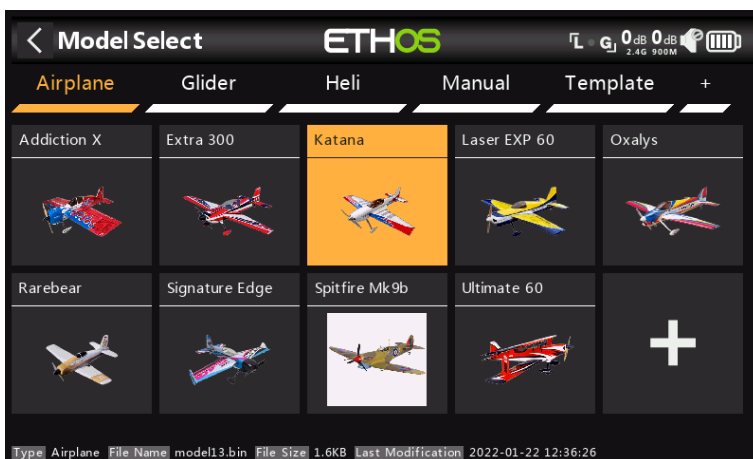 Model Select ETHOS L G 0dB 2.4G 0dB 900M
Airplane Glider Heli Manual Template +
Addiction X Extra 300 Katana Laser EXP 60 Oxalys
Rarebear Signature Edge Spitfire Mk9b Ultimate 60
Type Airplane File Name model13.bin File Size 1.6KB Last Modification 2022-01-22 12:36:26